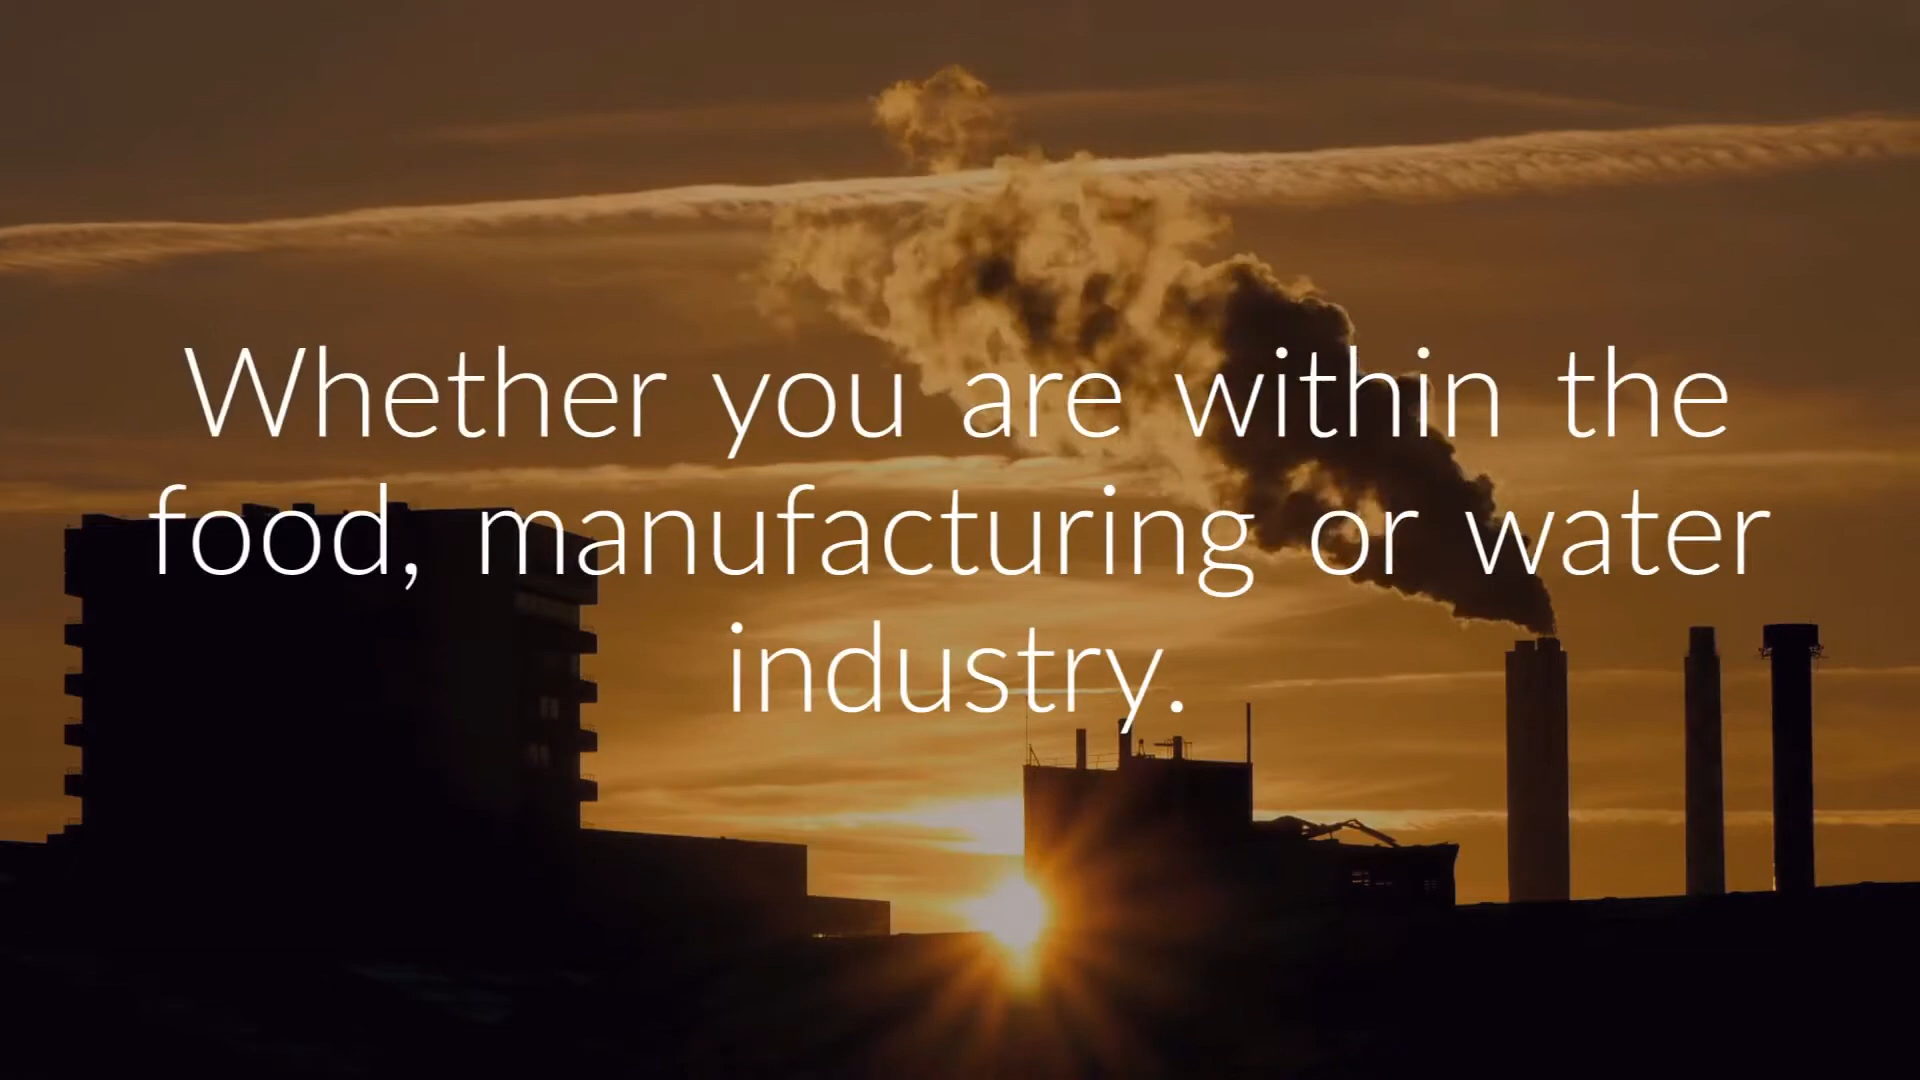 Whether you are within the
food, manufacturing or water
industry.